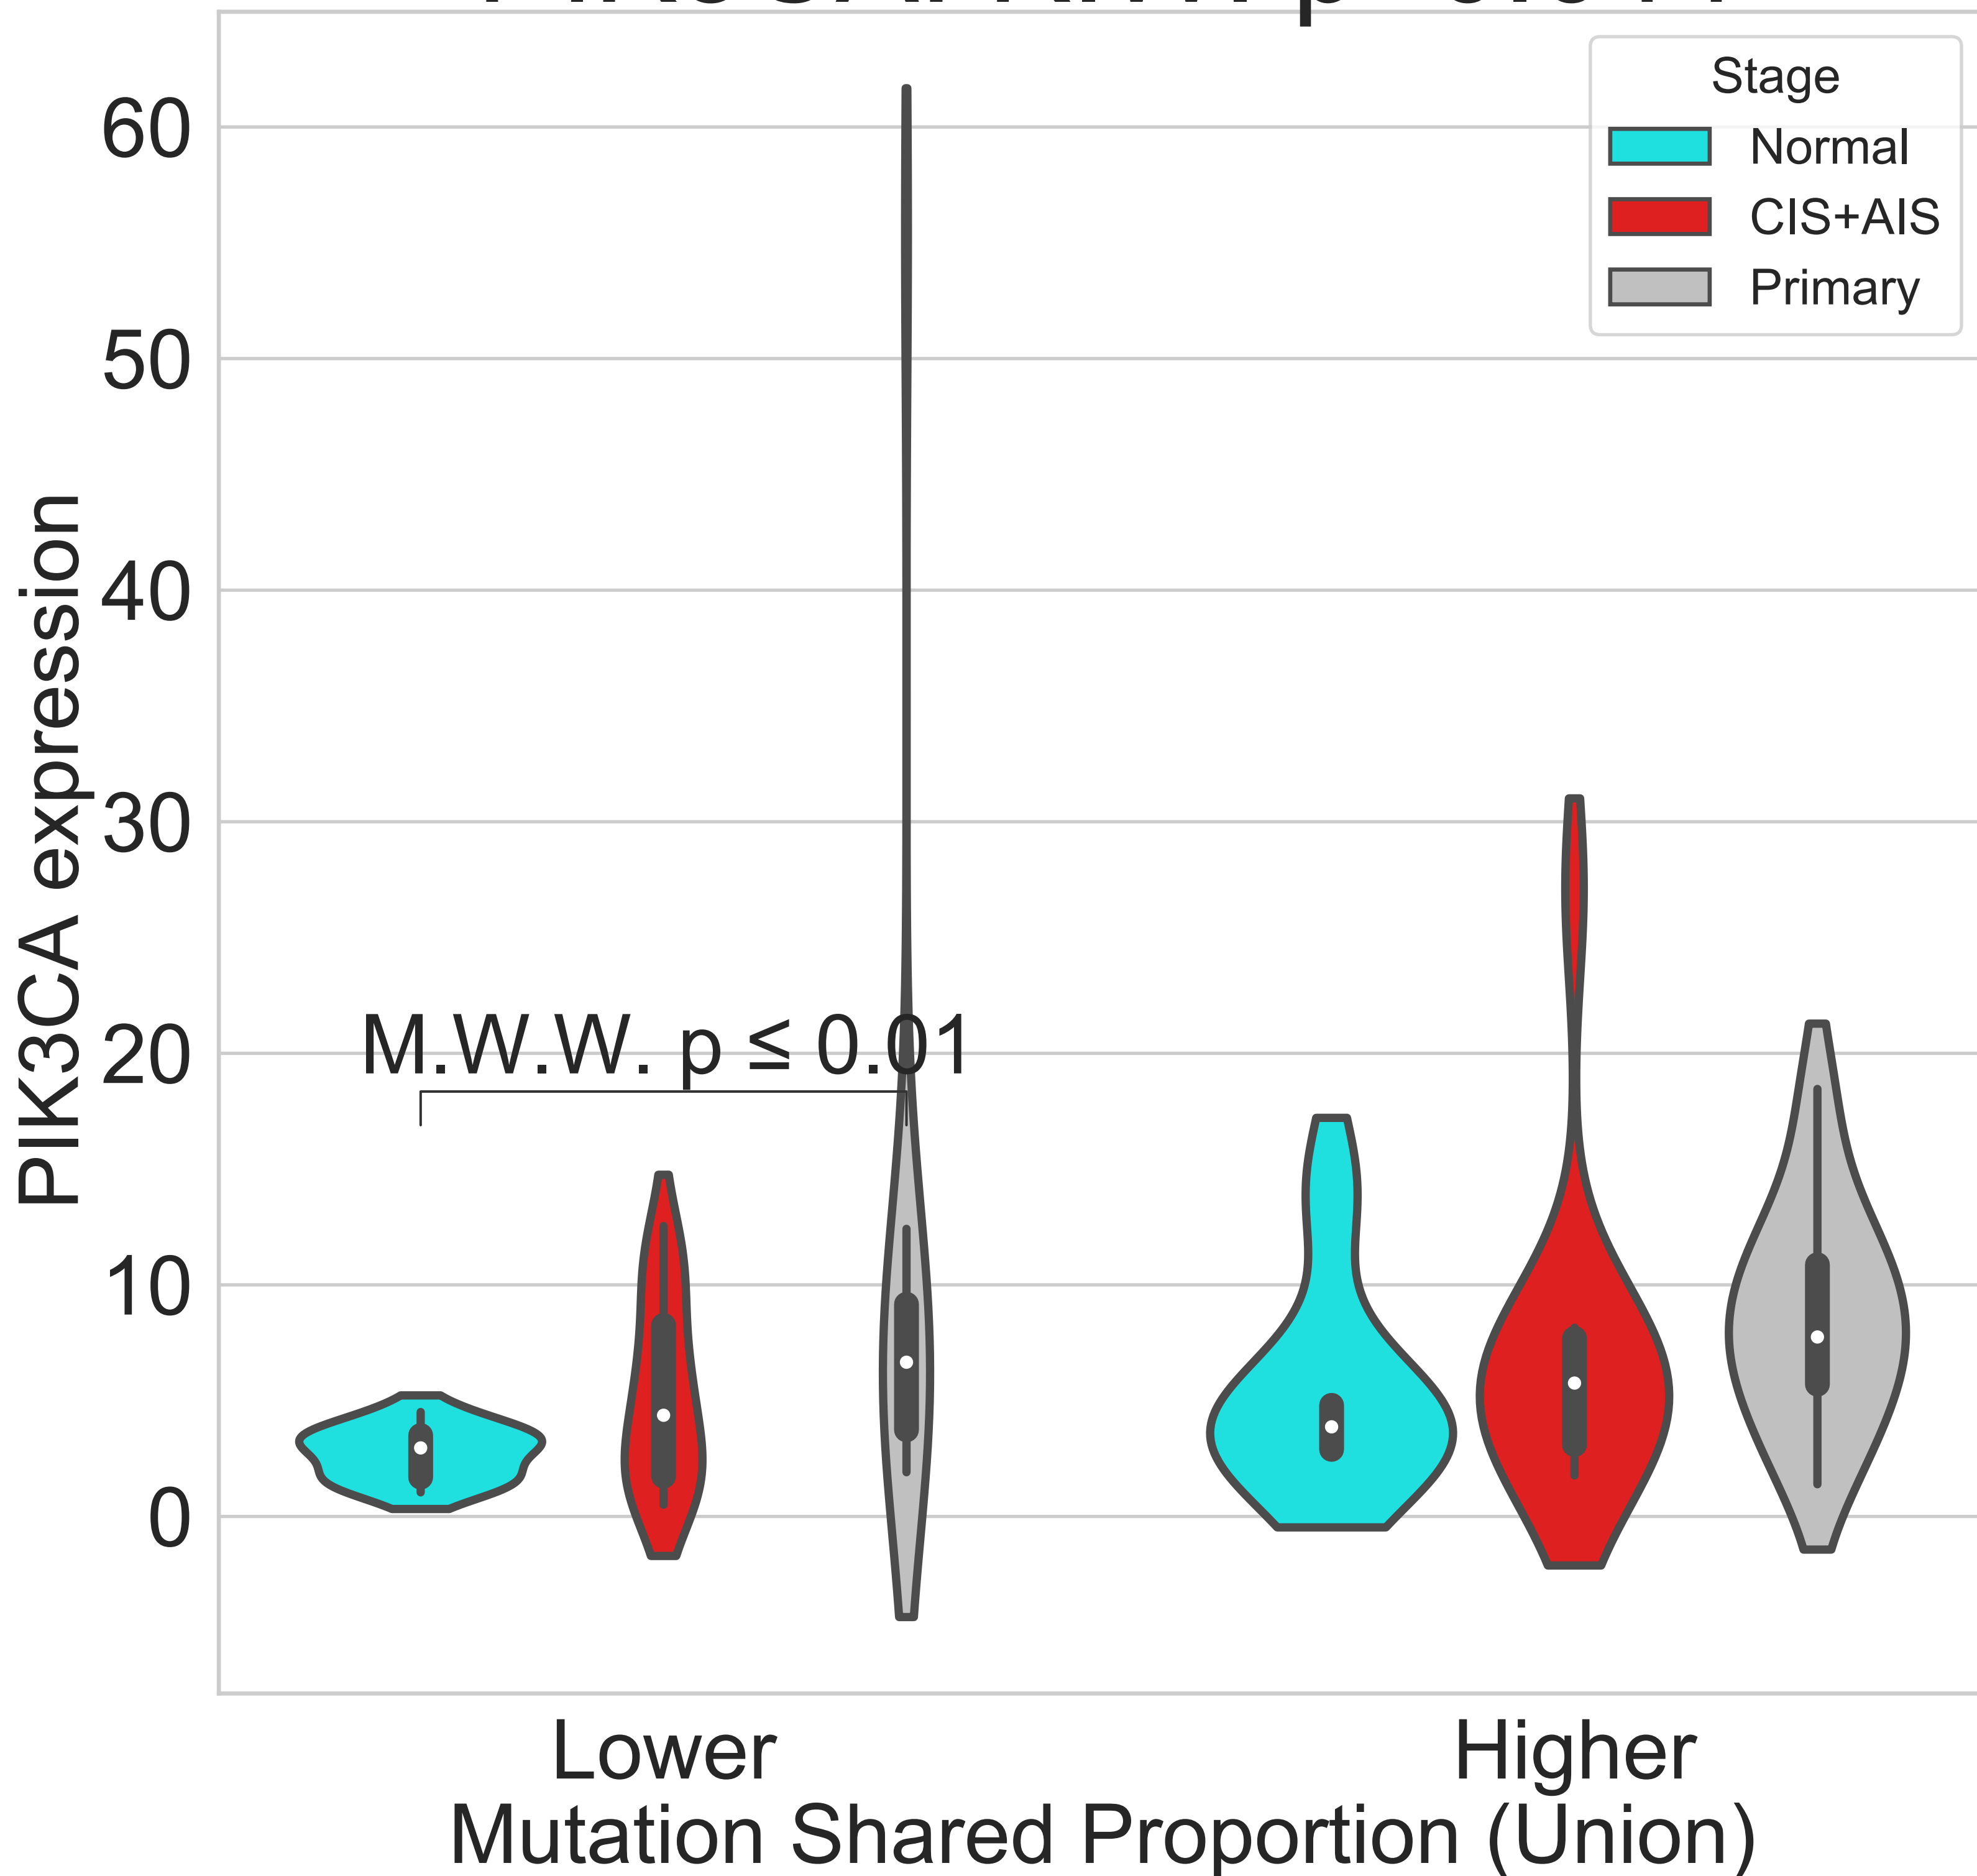 Stage
Normal
CIS+AIS
Primary
60
50
40
30
20
10
0
PIK3CA expression
M.W.W. p ≤ 0.01
Lower
Higher
Mutation Shared Proportion (Union)